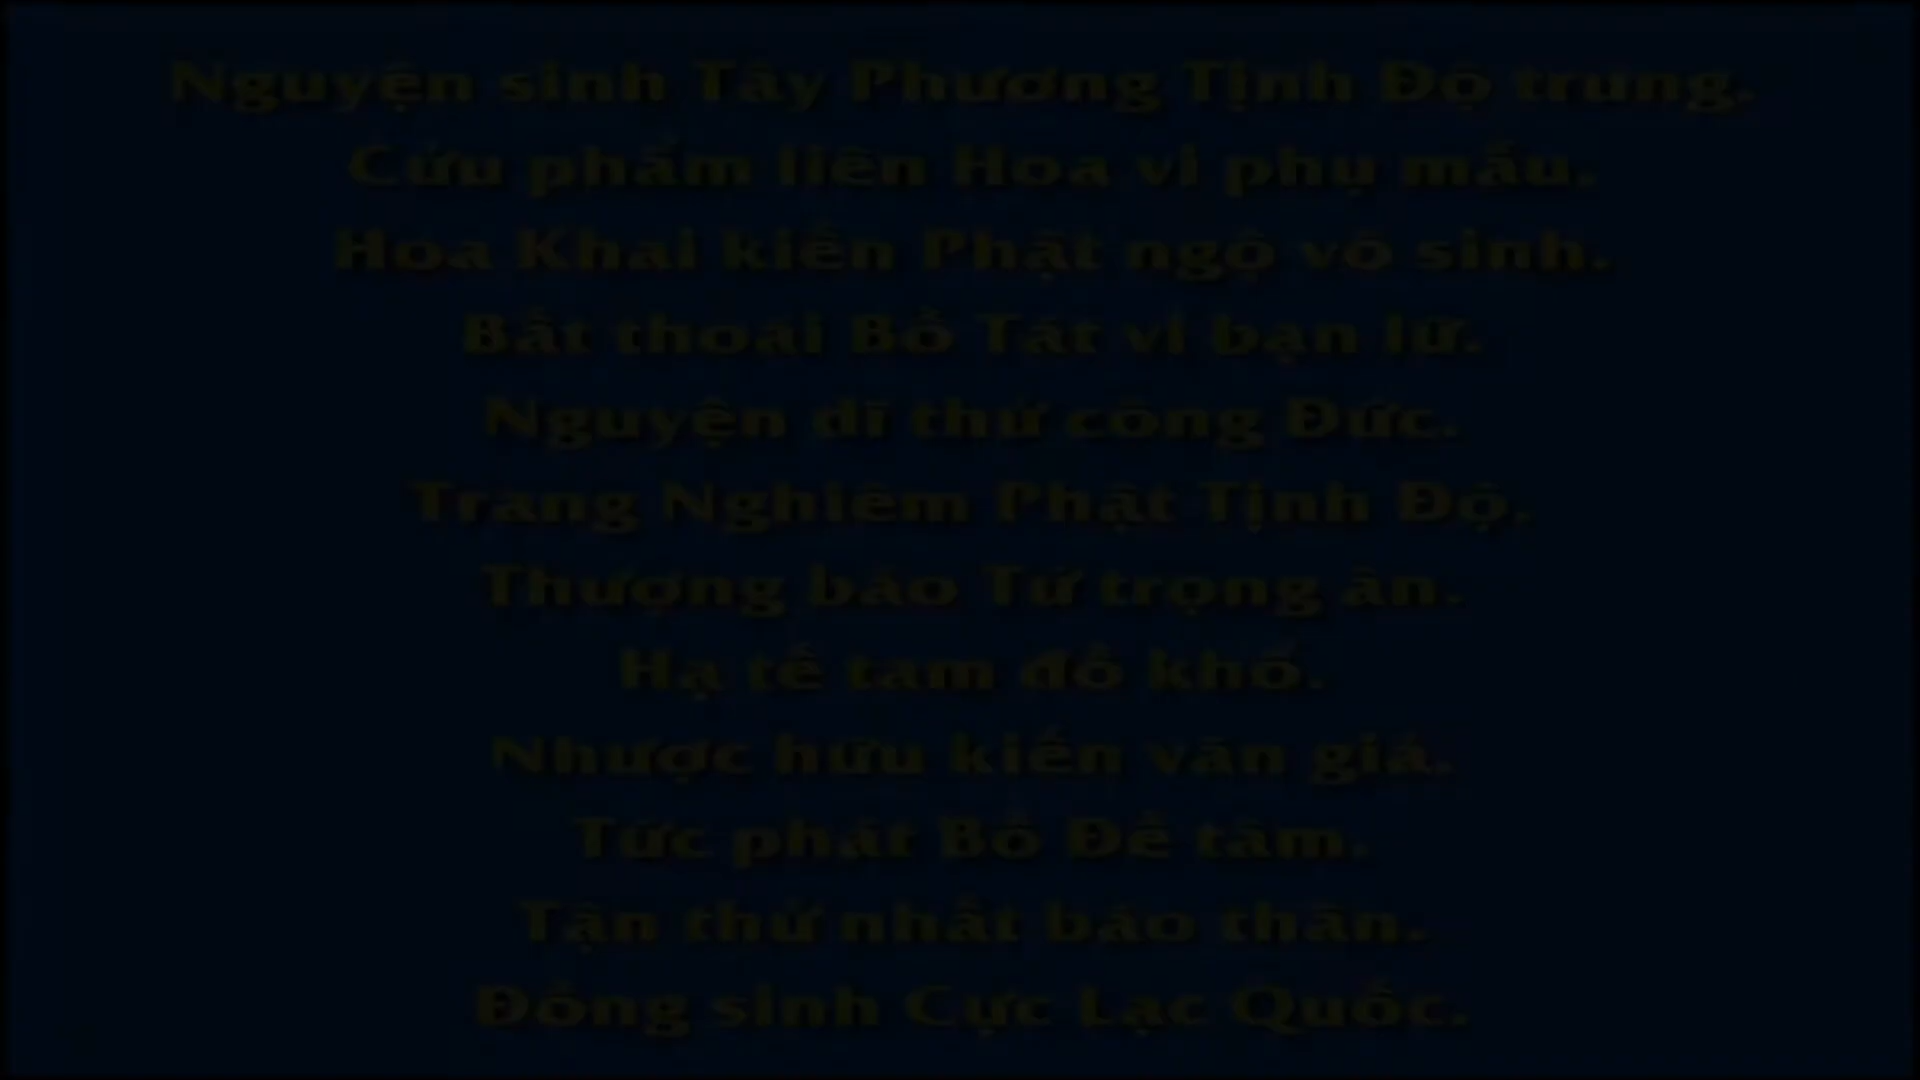 Nguyện sinh Tây Phương Tịnh Độ trung.
Cửu phẩm liên Hoa vi phụ mẫu.
Hoa Khai kiến Phật ngộ vô sinh.
Bất thoái Bồ Tát vi bạn lữ.
Nguyện dĩ thử công Đức.
Trang Nghiêm Phật Tịnh Độ.
Thượng báo Tứ trọng ân.
Hạ tế tam đồ khổ.
Nhược hữu kiến văn giả.
Tức phát Bồ Đề tâm.
Tận thử nhất báo thân.
Đồng sinh Cực Lạc Quốc.